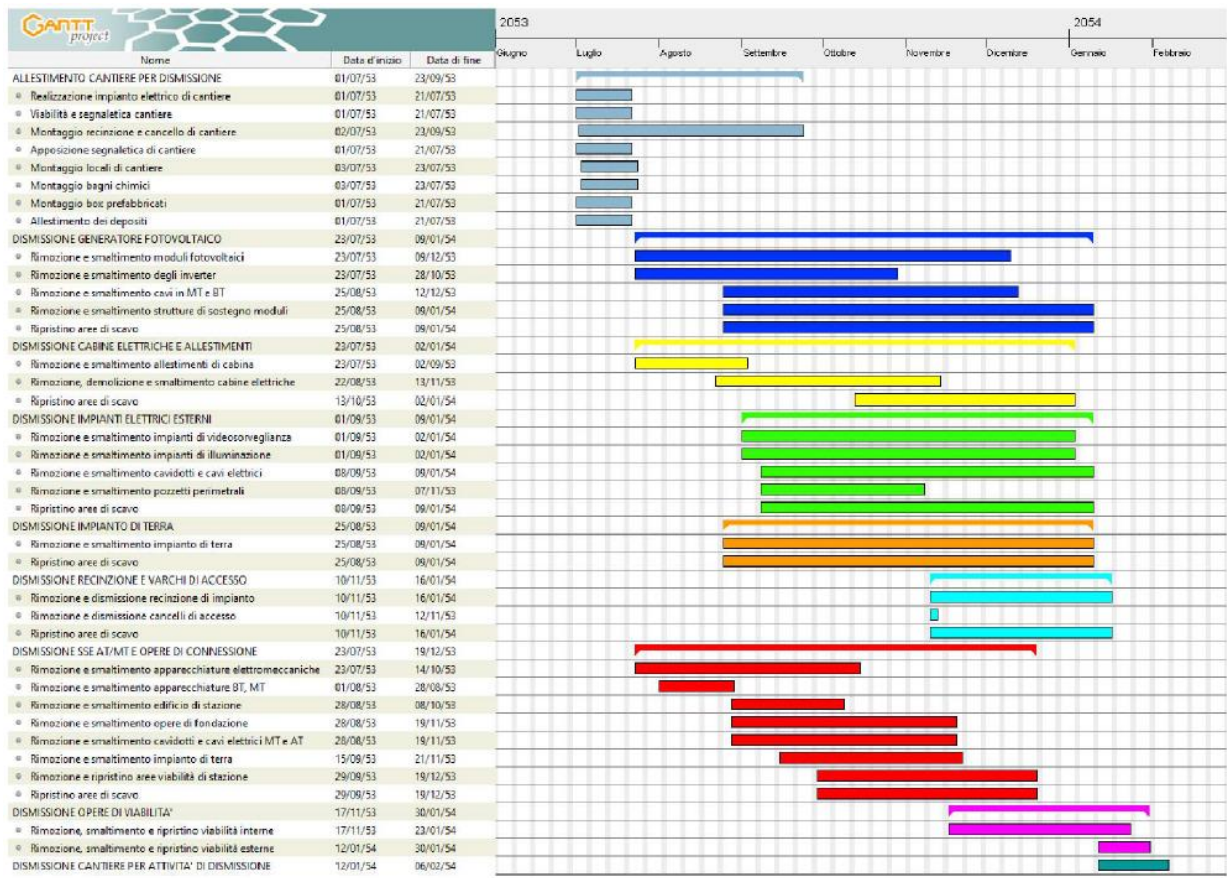 GANTT project
2053 2054
Giugno Luglio Agosto Settembre Ottobre Novembre Dicembre Gennaio Febbraio
Nome Data d'inizio Data di fine
ALLESTIMENTO CANTIERE PER DISMISSIONE 01/07/53 23/09/53
Realizzazione impianto elettrico di cantiere 01/07/53 21/07/53
Viabilità e segnaletica cantiere 01/07/53 21/07/53
Montaggio recinzione e cancello di cantiere 02/07/53 23/09/53
Apposizione segnaletica di cantiere 01/07/53 21/07/53
Montaggio locali di cantiere 03/07/53 23/07/53
Montaggio bagni chimici 03/07/53 23/07/53
Montaggio box prefabbricati 01/07/53 21/07/53
Allestimento dei depositi 01/07/53 21/07/53
DISMISSIONE GENERATORE FOTOVOLTAICO 23/07/53 09/01/54
Rimozione e smaltimento moduli fotovoltaici 23/07/53 09/12/53
Rimozione e smaltimento degli inverter 23/07/53 28/10/53
Rimozione e smaltimento cavi in MT e BT 25/08/53 12/12/53
Rimozione e smaltimento strutture di sostegno moduli 25/08/53 09/01/54
Ripristino aree di scavo 25/08/53 09/01/54
DISMISSIONE CABINE ELETTRICHE E ALLESTIMENTI 23/07/53 02/01/54
Rimozione e smaltimento allestimenti di cabina 23/07/53 02/09/53
Rimozione, demolizione e smaltimento cabine elettriche 22/08/53 13/11/53
Ripristino aree di scavo 13/10/53 02/01/54
DISMISSIONE IMPIANTI ELETTRICI ESTERNI 01/09/53 09/01/54
Rimozione e smaltimento impianti di videosorveglianza 01/09/53 02/01/54
Rimozione e smaltimento impianti di illuminazione 01/09/53 02/01/54
Rimozione e smaltimento cavidotti e cavi elettrici 08/09/53 09/01/54
Rimozione e smaltimento pozzetti perimetrali 08/09/53 07/11/53
Ripristino aree di scavo 08/09/53 09/01/54
DISMISSIONE IMPIANTO DI TERRA 25/08/53 09/01/54
Rimozione e smaltimento impianto di terra 25/08/53 09/01/54
Ripristino aree di scavo 25/08/53 09/01/54
DISMISSIONE RECINZIONE E VARCHI DI ACCESSO 10/11/53 16/01/54
Rimozione e dismissione recinzione di impianto 10/11/53 16/01/54
Rimozione e dismissione cancelli di accesso 10/11/53 12/11/53
Ripristino aree di scavo 10/11/53 16/01/54
DISMISSIONE SSE AT/MT E OPERE DI CONNESSIONE 23/07/53 19/12/53
Rimozione e smaltimento apparecchiature elettromeccaniche 23/07/53 14/10/53
Rimozione e smaltimento apparecchiature BT, MT 01/08/53 28/08/53
Rimozione e smaltimento edificio di stazione 28/08/53 08/10/53
Rimozione e smaltimento opere di fondazione 28/08/53 19/11/53
Rimozione e smaltimento cavidotti e cavi elettrici MT e AT 28/08/53 19/11/53
Rimozione e smaltimento impianto di terra 15/09/53 21/11/53
Rimozione e ripristino aree viabilità di stazione 29/09/53 19/12/53
Ripristino aree di scavo 29/09/53 19/12/53
DISMISSIONE OPERE DI VIABILITA' 17/11/53 30/01/54
Rimozione, smaltimento e ripristino viabilità interne 17/11/53 23/01/54
Rimozione, smaltimento e ripristino viabilità esterne 12/01/54 30/01/54
DISMISSIONE CANTIERE PER ATTIVITA' DI DISMISSIONE 12/01/54 06/02/54